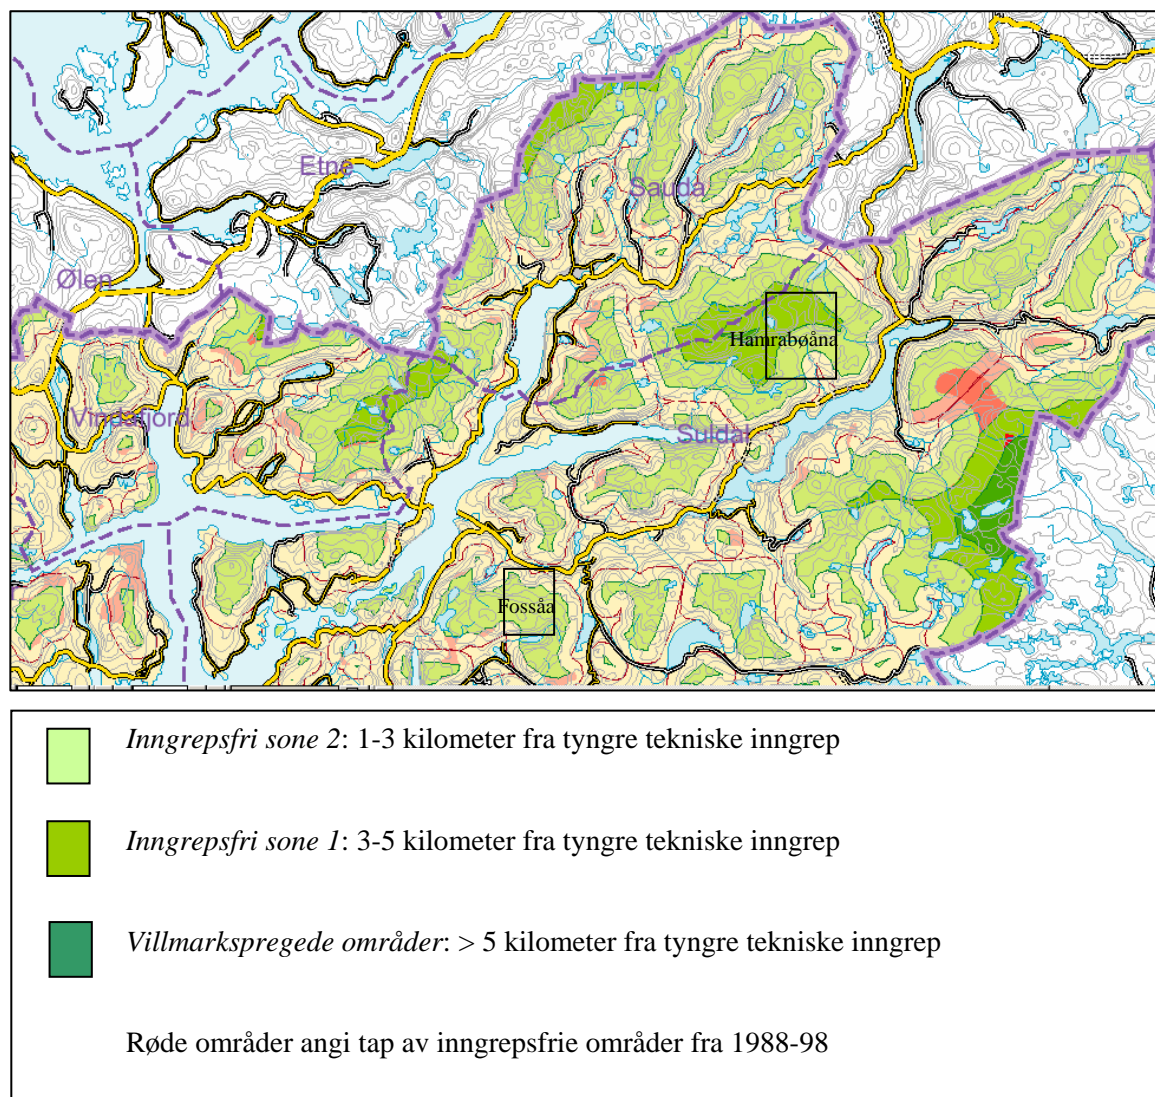 Etne
Sauda
Ølen
Hamrabøåna
Vindafjord
Suldal
Fossåa
Inngrepsfri sone 2: 1-3 kilometer fra tyngre tekniske inngrep
Inngrepsfri sone 1: 3-5 kilometer fra tyngre tekniske inngrep
Villmarkspregede områder: > 5 kilometer fra tyngre tekniske inngrep
Røde områder angi tap av inngrepsfrie områder fra 1988-98